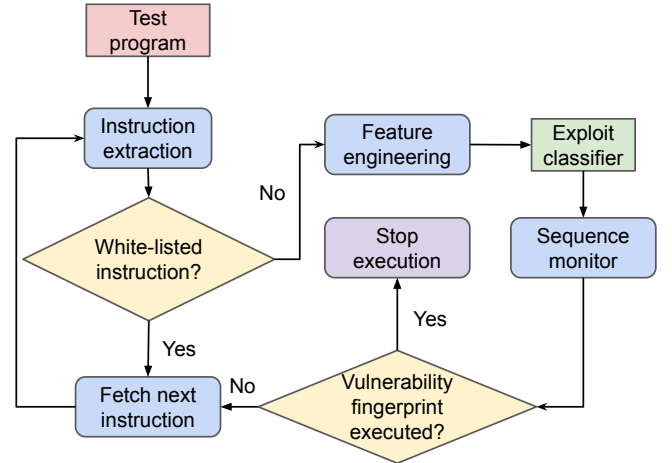 Test
program
Instruction
extraction
Feature
engineering
Exploit
classifier
No
White-listed
instruction?
Stop
execution
Sequence
monitor
Yes
Yes
Fetch next
instruction
No
Vulnerability
fingerprint
executed?